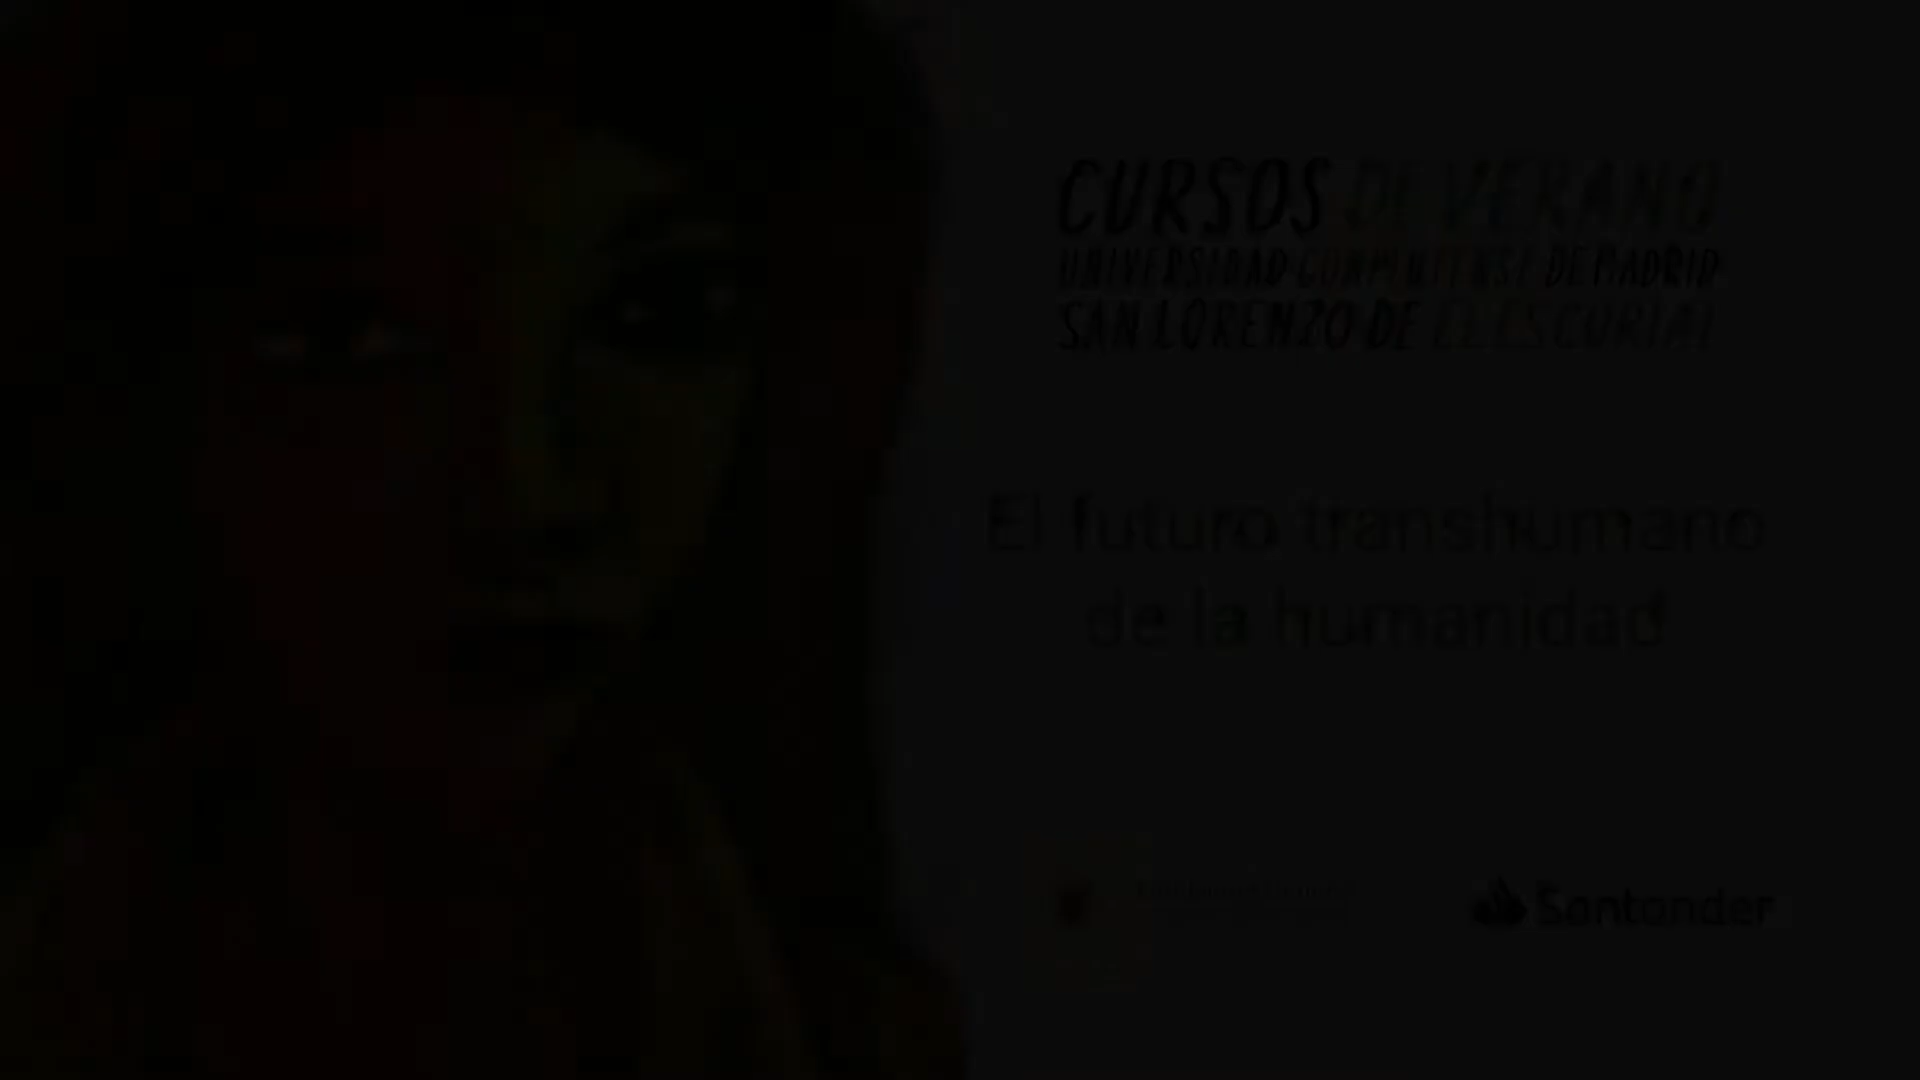 CURSOS DE VERANO
UNIVERSIDAD COMPLUTENSE DE MADRID
SAN LORENZO DE EL ESCORIAL
El futuro transhumano
de la humanidad
Santander